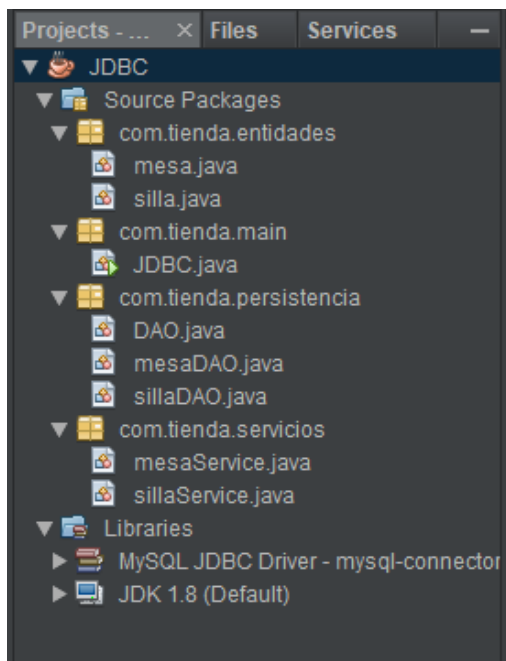 Projects - ... × Files Services
JDBC
Source Packages
com.tienda.entidades
mesa.java
silla.java
com.tienda.main
JDBC.java
com.tienda.persistencia
DAO.java
mesaDAO.java
sillaDAO.java
com.tienda.servicios
mesaService.java
sillaService.java
Libraries
MySQL JDBC Driver - mysql-connector
JDK 1.8 (Default)